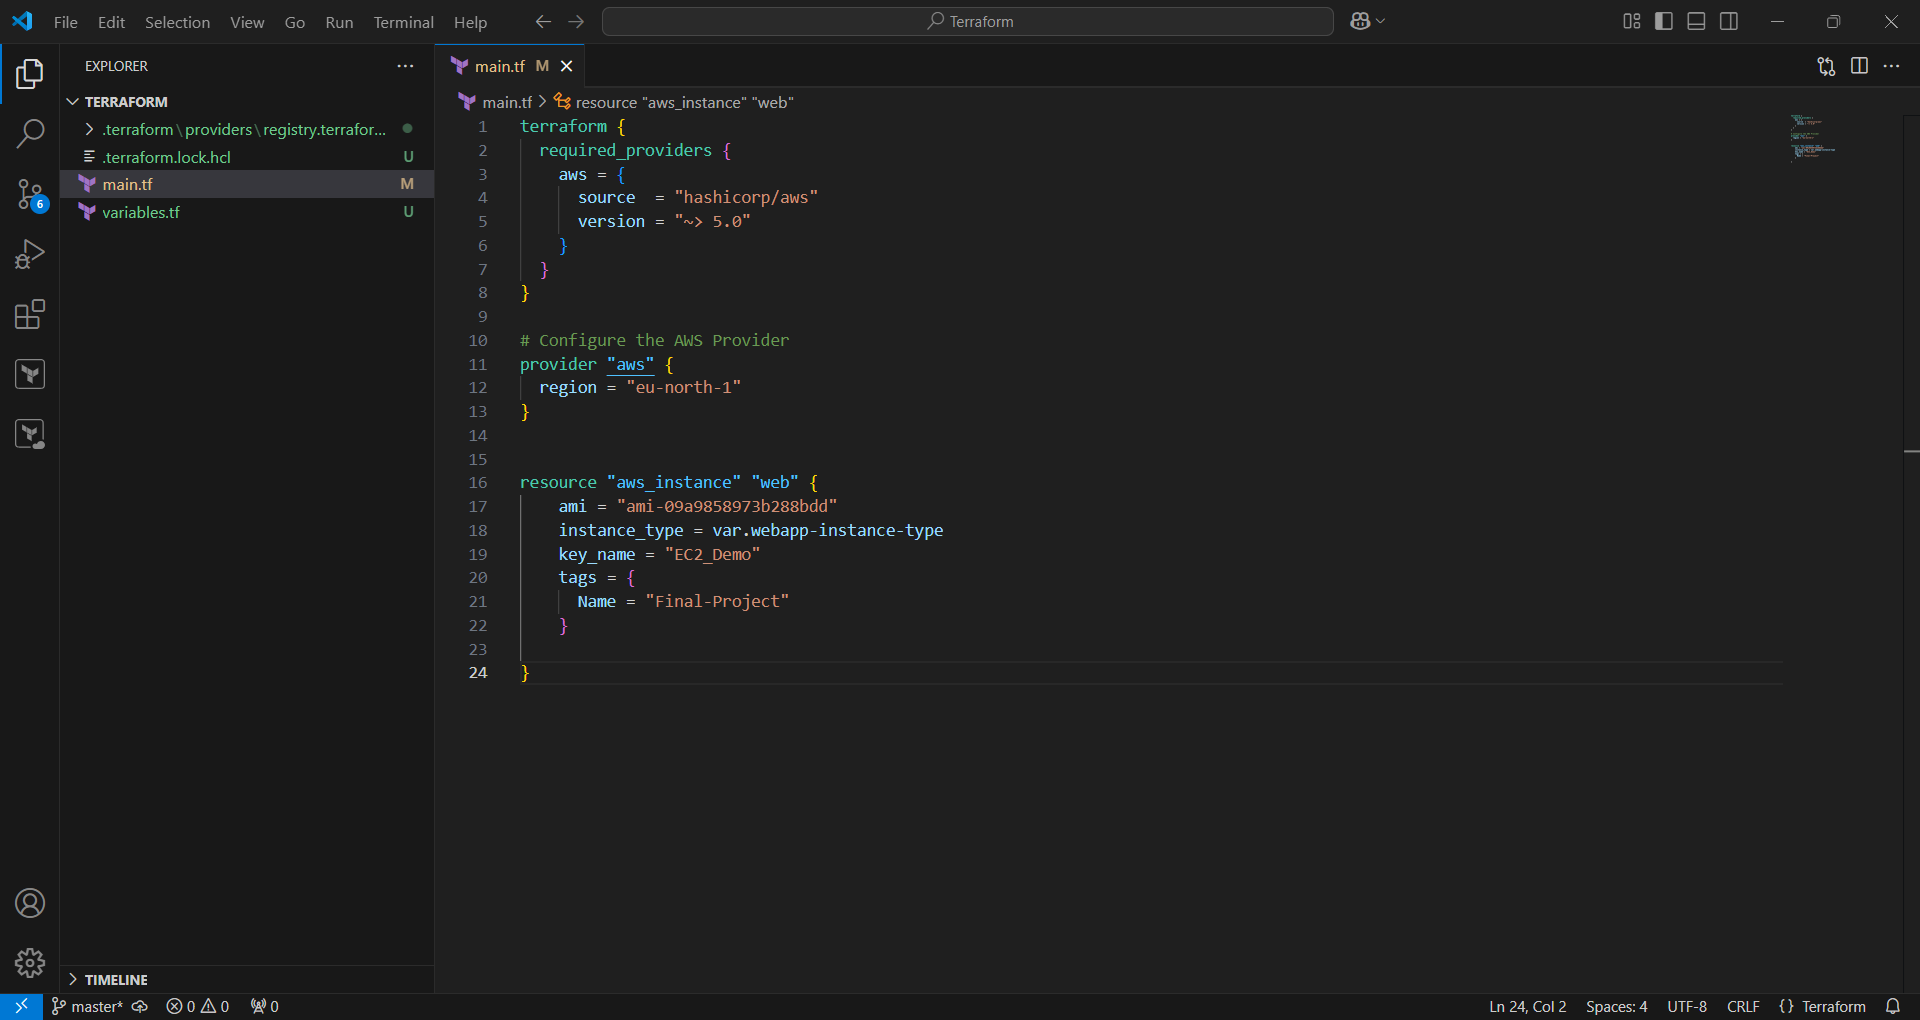 File Edit Selection View Go Run Terminal Help
Terraform
EXPLORER
TERRAFORM
.terraform\providers\registry.terrafor...
.terraform.lock.hcl U
main.tf M
variables.tf U
6
TIMELINE
main.tf M
main.tf > resource "aws_instance" "web"
1 terraform {
2 required_providers {
3 aws = {
4 source  = "hashicorp/aws"
5 version = "~> 5.0"
6 }
7 }
8 }
9
10 # Configure the AWS Provider
11 provider "aws" {
12 region = "eu-north-1"
13 }
14
15
16 resource "aws_instance" "web" {
17 ami = "ami-09a9858973b288bdd"
18 instance_type = var.webapp-instance-type
19 key_name = "EC2_Demo"
20 tags = {
21 Name = "Final-Project"
22 }
23
24 }
master* 0 0 0
Ln 24, Col 2 Spaces: 4 UTF-8 CRLF {} Terraform